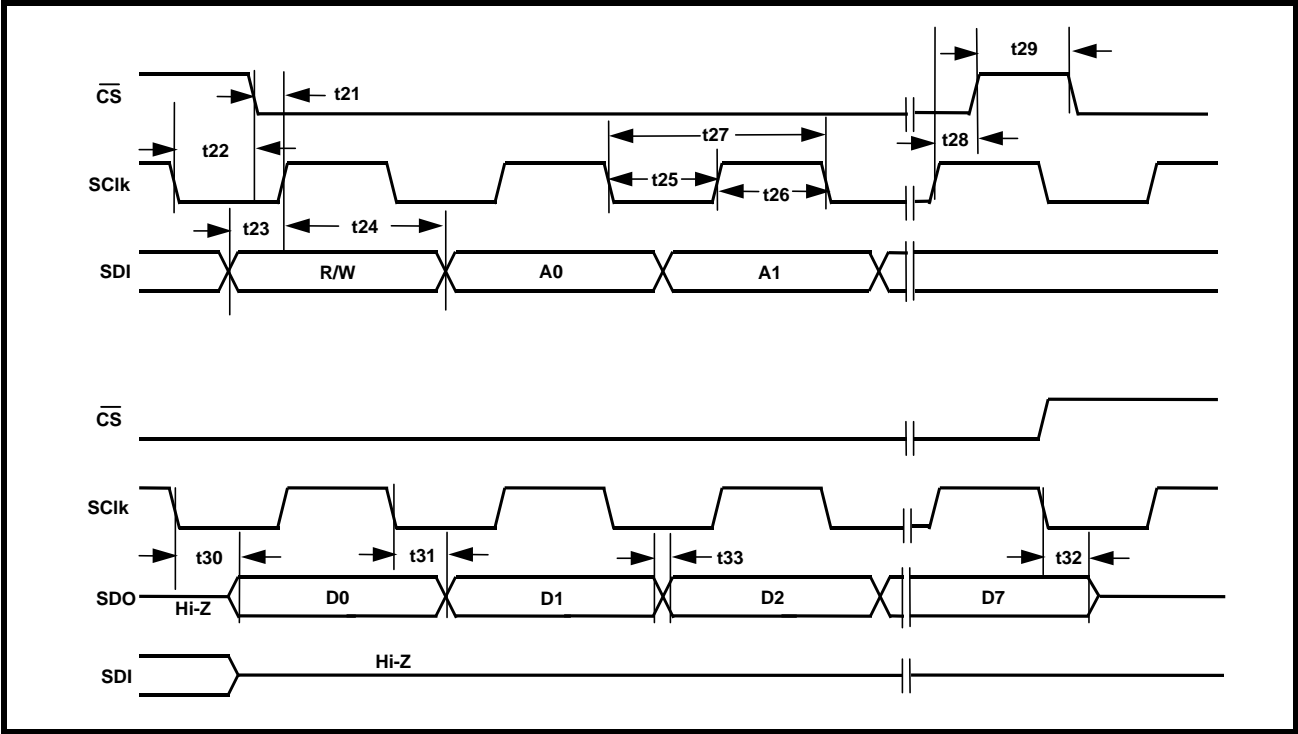 t29
CS
t21
t27
t28
t22
SClk
t25
t26
t23
t24
SDI
R/W
A0
A1
CS
SClk
t30
t31
t33
t32
SDO
Hi-Z
D0
D1
D2
D7
Hi-Z
SDI